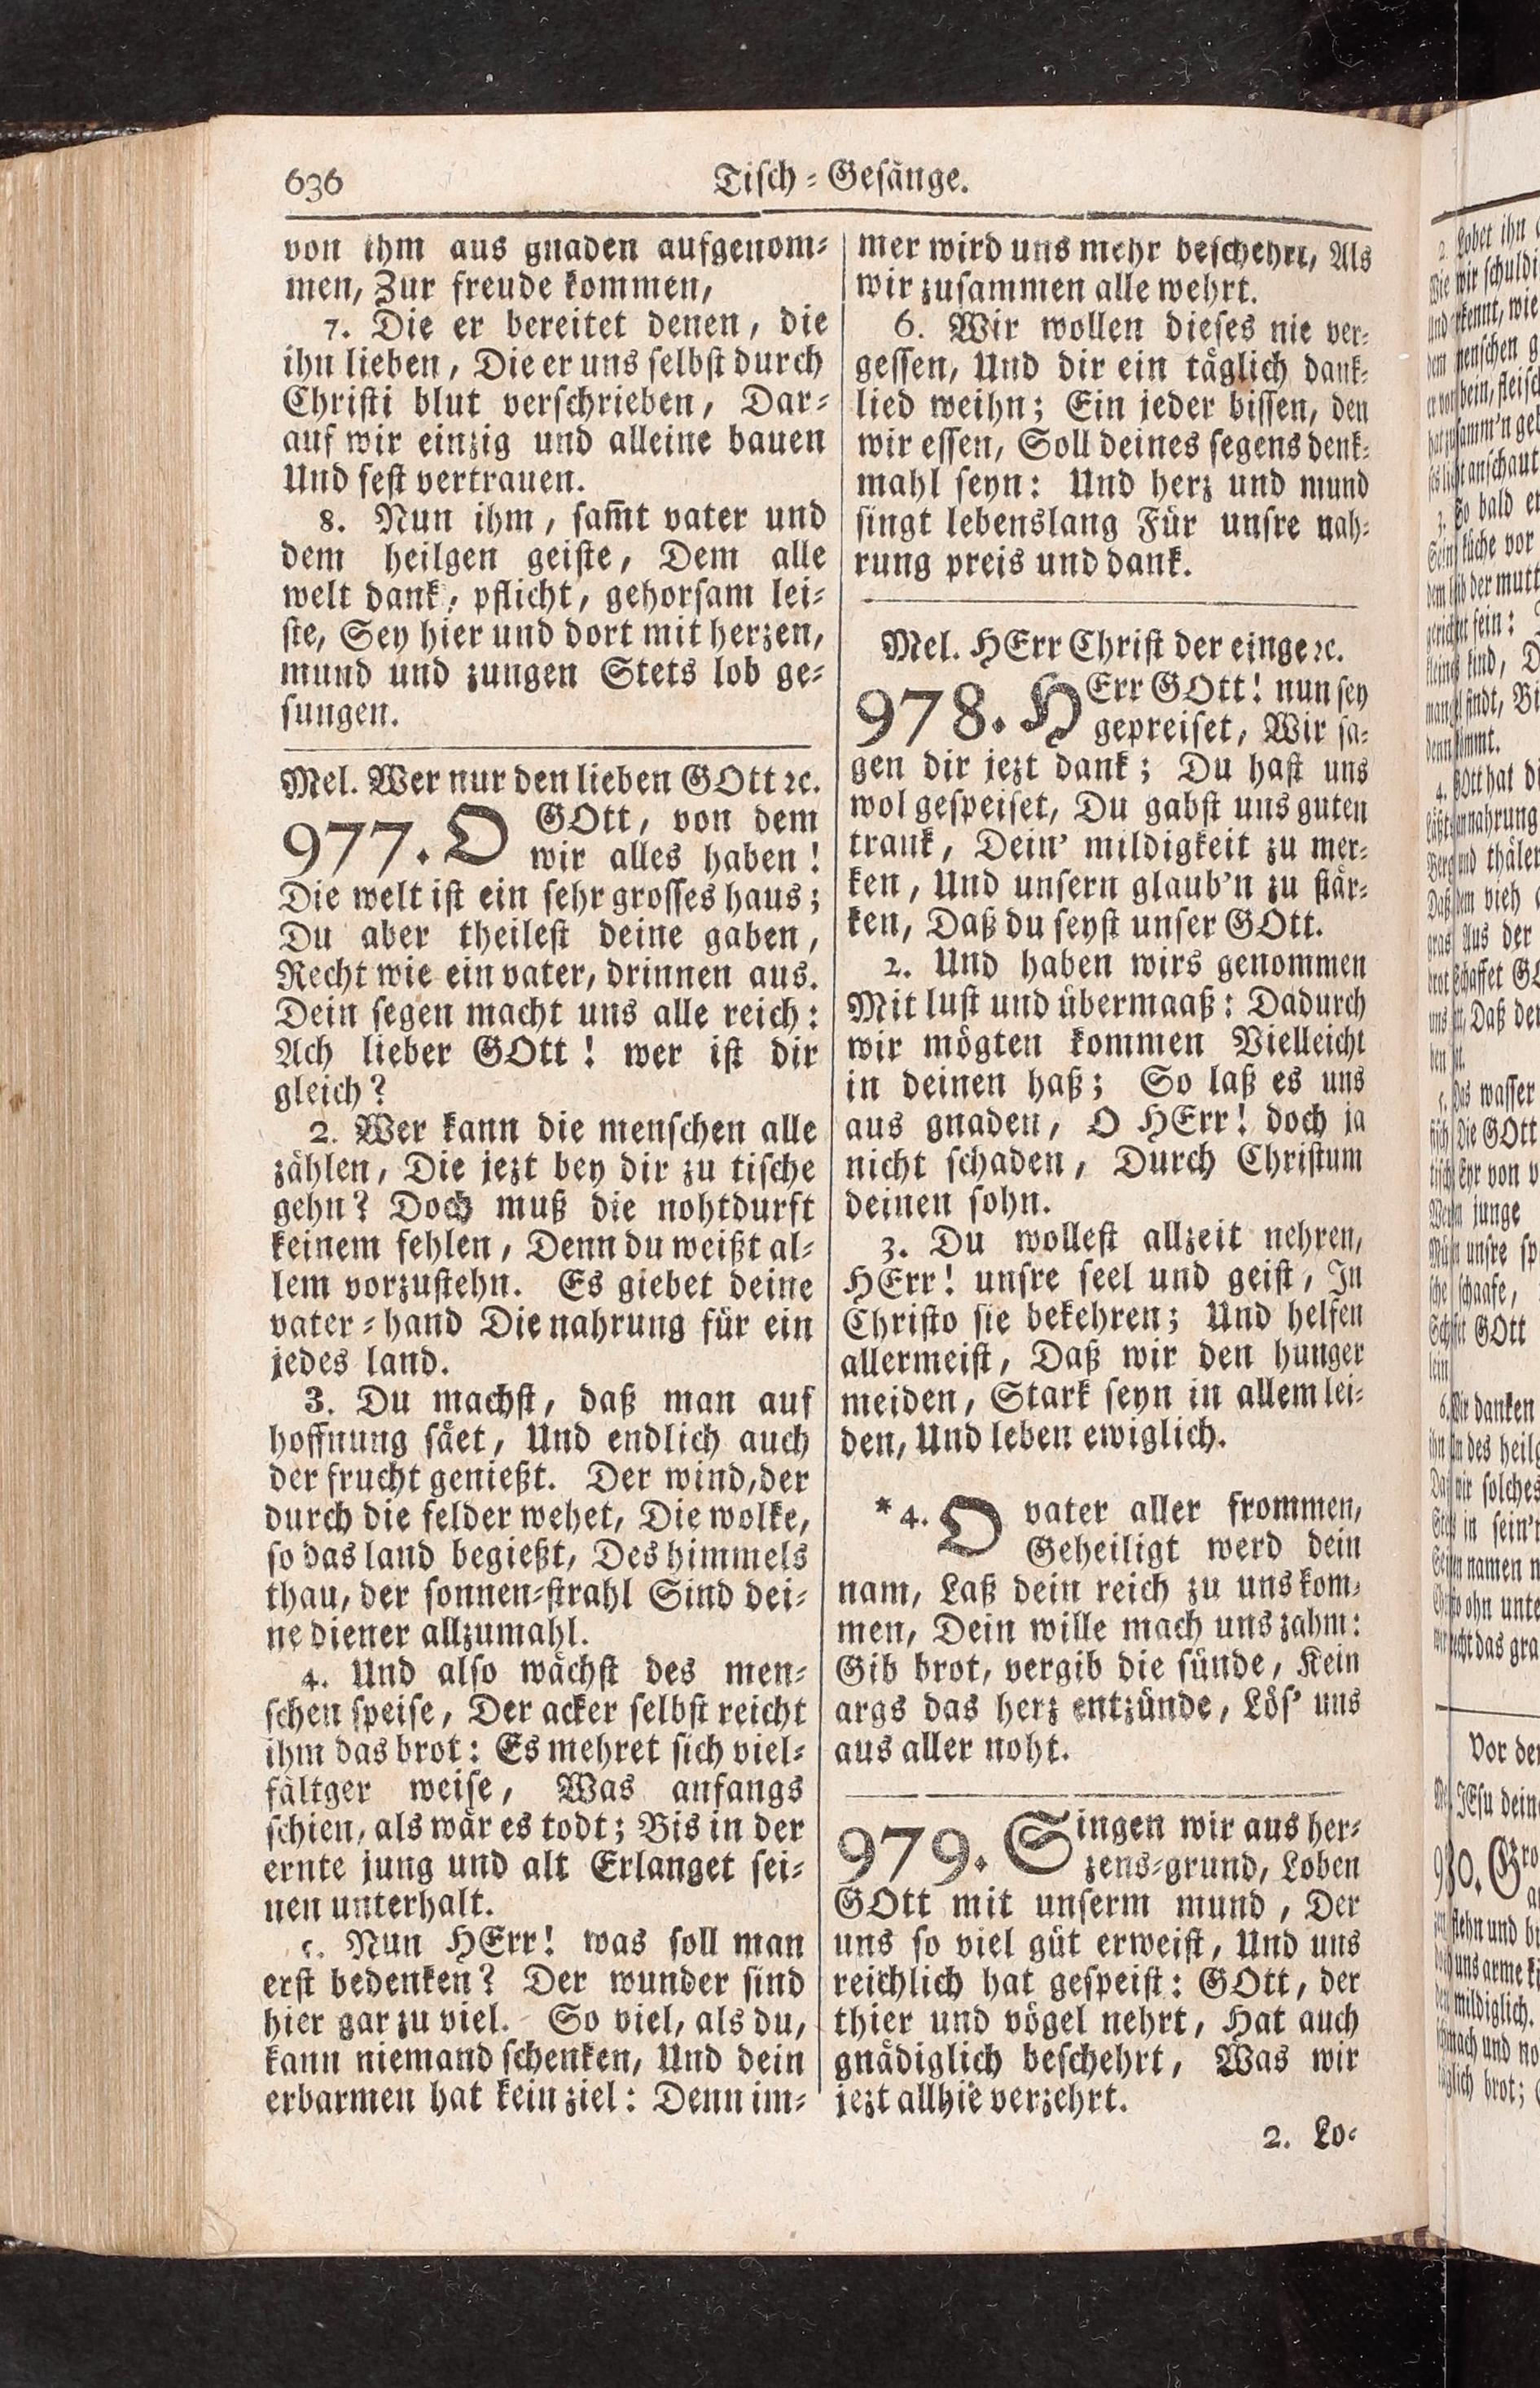 636
Tisch-Gesänge.
von ihm aus gnaden aufgenom-
men, Zur freude kommen,
7. Die er bereitet denen, die
ihn lieben, Die er uns selbst durch
Christi blut verschrieben, Dar-
auf wir einzig und alleine bauen
Und fest vertrauen.
8. Nun ihm, sam̃t vater und
dem heilgen geiste, Dem alle
welt dank, pflicht, gehorsam lei-
ste, Sey hier und dort mit herzen,
mund und zungen Stets lob ge-
sungen.
Mel. Wer nur den lieben GOtt ꝛc.
977. O GOtt, von dem
wir alles haben!
Die welt ist ein sehr grosses haus;
Du aber theilest deine gaben,
Recht wie ein vater, drinnen aus.
Dein segen macht uns alle reich:
Ach lieber GOtt! wer ist dir
gleich?
2. Wer kann die menschen alle
zählen, Die jezt bey dir zu tische
gehn? Doch muß die nohtdurft
keinem fehlen, Denn du weißt al-
lem vorzustehn. Es giebet deine
vater-hand Die nahrung für ein
jedes land.
3. Du machst, daß man auf
hoffnung säet, Und endlich auch
der frucht genießt. Der wind, der
durch die felder wehet, Die wolke,
so das land begießt, Des himmels
thau, der sonnen-strahl Sind dei-
ne diener allzumahl.
4. Und also wächst des men-
schen speise, Der acker selbst reicht
ihm das brot: Es mehret sich viel-
fältger weise, Was anfangs
schien, als wär es todt; Bis in der
ernte jung und alt Erlanget sei-
nen unterhalt.
5. Nun HErr! was soll man
erst bedenken? Der wunder sind
hier gar zu viel. So viel, als du,
kann niemand schenken, Und dein
erbarmen hat kein ziel: Denn im-
mer wird uns mehr beschehrt, Als
wir zusammen alle wehrt.
6. Wir wollen dieses nie ver-
gessen, Und dir ein täglich dank-
lied weihn; Ein jeder bissen, den
wir essen, Soll deines segens denk-
mahl seyn: Und herz und mund
singt lebenslang Für unsre nah-
rung preis und dank.
Mel. HErr Christ der einge ꝛc.
978. HErr GOtt! nun sey
gepreiset, Wir sa-
gen dir jezt dank; Du hast uns
wol gespeiset, Du gabst uns guten
trank, Dein' mildigkeit zu mer-
ken, Und unsern glaub'n zu stär-
ken, Daß du seyst unser GOtt.
2. Und haben wirs genommen
Mit lust und übermaaß: Dadurch
wir mögten kommen Vielleicht
in deinen haß; So laß es uns
aus gnaden, O HErr! doch ja
nicht schaden, Durch Christum
deinen sohn.
3. Du wollest allzeit nehren,
HErr! unsre seel und geist, In
Christo sie bekehren; Und helfen
allermeist, Daß wir den hunger
meiden, Stark seyn in allem lei-
den, Und leben ewiglich.
*4. O vater aller frommen,
Geheiligt werd dein
nam, Laß dein reich zu uns kom-
men, Dein wille mach uns zahm:
Gib brot, vergib die sünde, Kein
args das herz entzünde, Lös' uns
aus aller noht.
979. Singen wir aus her-
zens-grund, Loben
GOtt mit unserm mund, Der
uns so viel güt erweist, Und uns
reichlich hat gespeist: GOtt, der
thier und vögel nehrt, Hat auch
gnädiglich beschehrt, Was wir
jezt allhie verzehrt.
2. Lo-